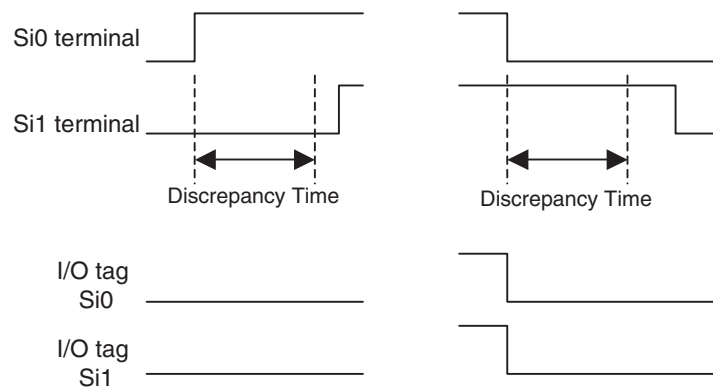 Si0 terminal
Si1 terminal
Discrepancy Time
Discrepancy Time
I/O tag
Si0
I/O tag
Si1